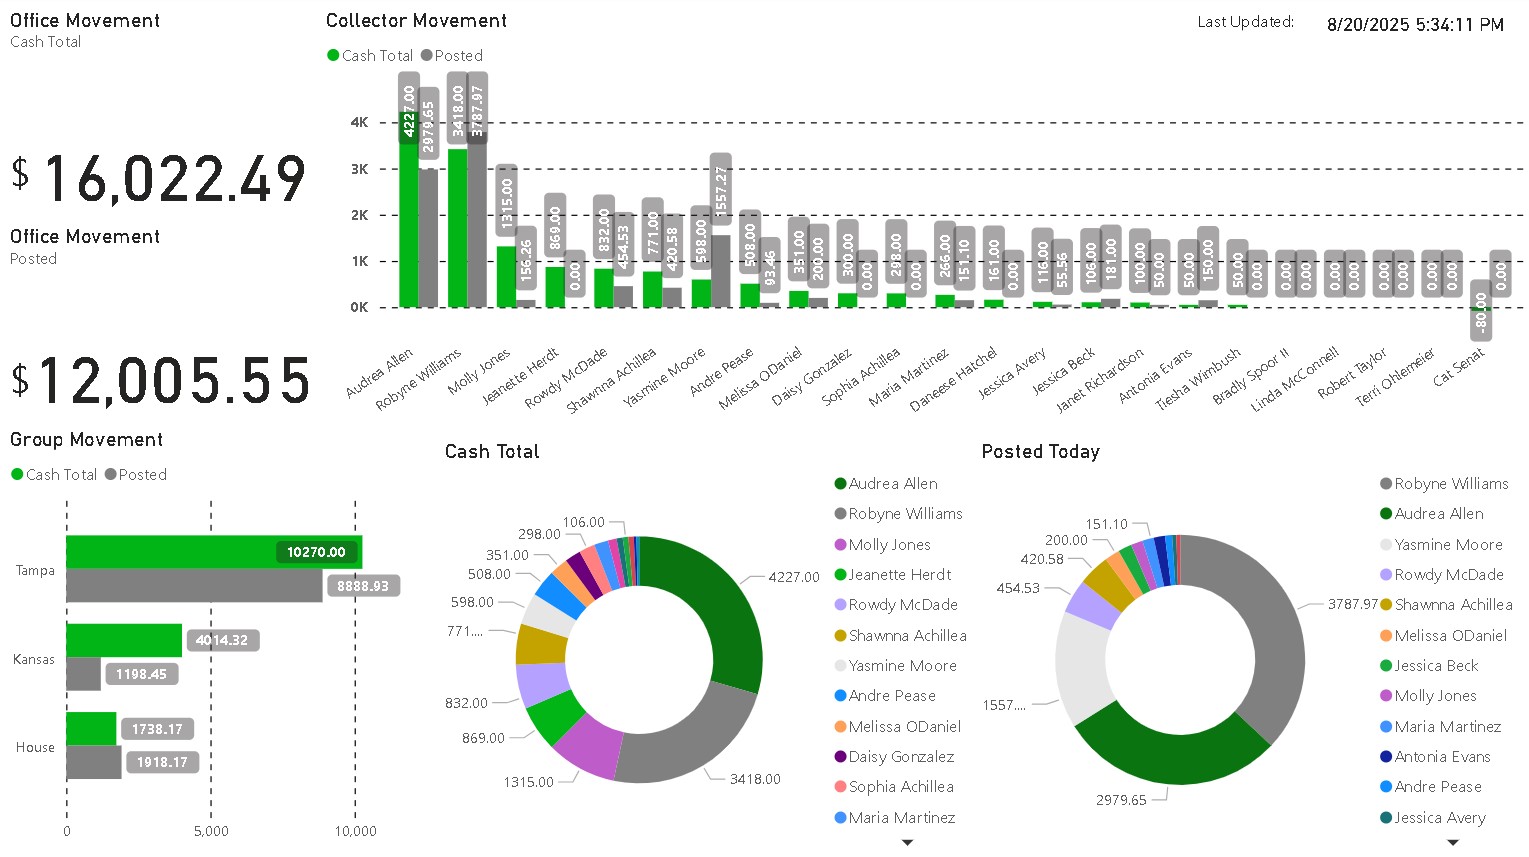 Office Movement
Cash Total
$ 16,022.49
Office Movement
Posted
$ 12,005.55
Collector Movement
Last Updated: 8/20/2025 5:34:11 PM
Cash Total Posted
4K
3K
2K
1K
0K
4227.00 2979.65 3418.00 3787.97 1315.00 156.26 869.00 0.00 832.00 454.53 771.00 420.58 598.00 1557.27 508.00 93.46 351.00 200.00 300.00 0.00 298.00 0.00 266.00 151.10 161.00 0.00 116.00 55.56 106.00 181.00 100.00 50.00 50.00 150.00 50.00 0.00 0.00 0.00 0.00 0.00 0.00 0.00 0.00 0.00 -80.00 0.00
Audrea Allen
Robyne Williams
Molly Jones
Jeanette Herdt
Rowdy McDade
Shawnna Achillea
Yasmine Moore
Andre Pease
Melissa ODaniel
Daisy Gonzalez
Sophia Achillea
Maria Martinez
Daneese Hatchel
Jessica Avery
Jessica Beck
Janet Richardson
Antonia Evans
Tiesha Wimbush
Bradly Spoor II
Linda McConnell
Robert Taylor
Terri Ohlemeier
Cat Senat
Group Movement
Cash Total Posted
Tampa
10270.00
8888.93
Kansas
4014.32
1198.45
House
1738.17
1918.17
0 5,000 10,000
Cash Total
106.00
298.00
351.00
508.00
598.00
771....
832.00
869.00
1315.00
3418.00
4227.00
Audrea Allen
Robyne Williams
Molly Jones
Jeanette Herdt
Rowdy McDade
Shawnna Achillea
Yasmine Moore
Andre Pease
Melissa ODaniel
Daisy Gonzalez
Sophia Achillea
Maria Martinez
Posted Today
151.10
200.00
420.58
454.53
1557....
2979.65
3787.97
Robyne Williams
Audrea Allen
Yasmine Moore
Rowdy McDade
Shawnna Achillea
Melissa ODaniel
Jessica Beck
Molly Jones
Maria Martinez
Antonia Evans
Andre Pease
Jessica Avery